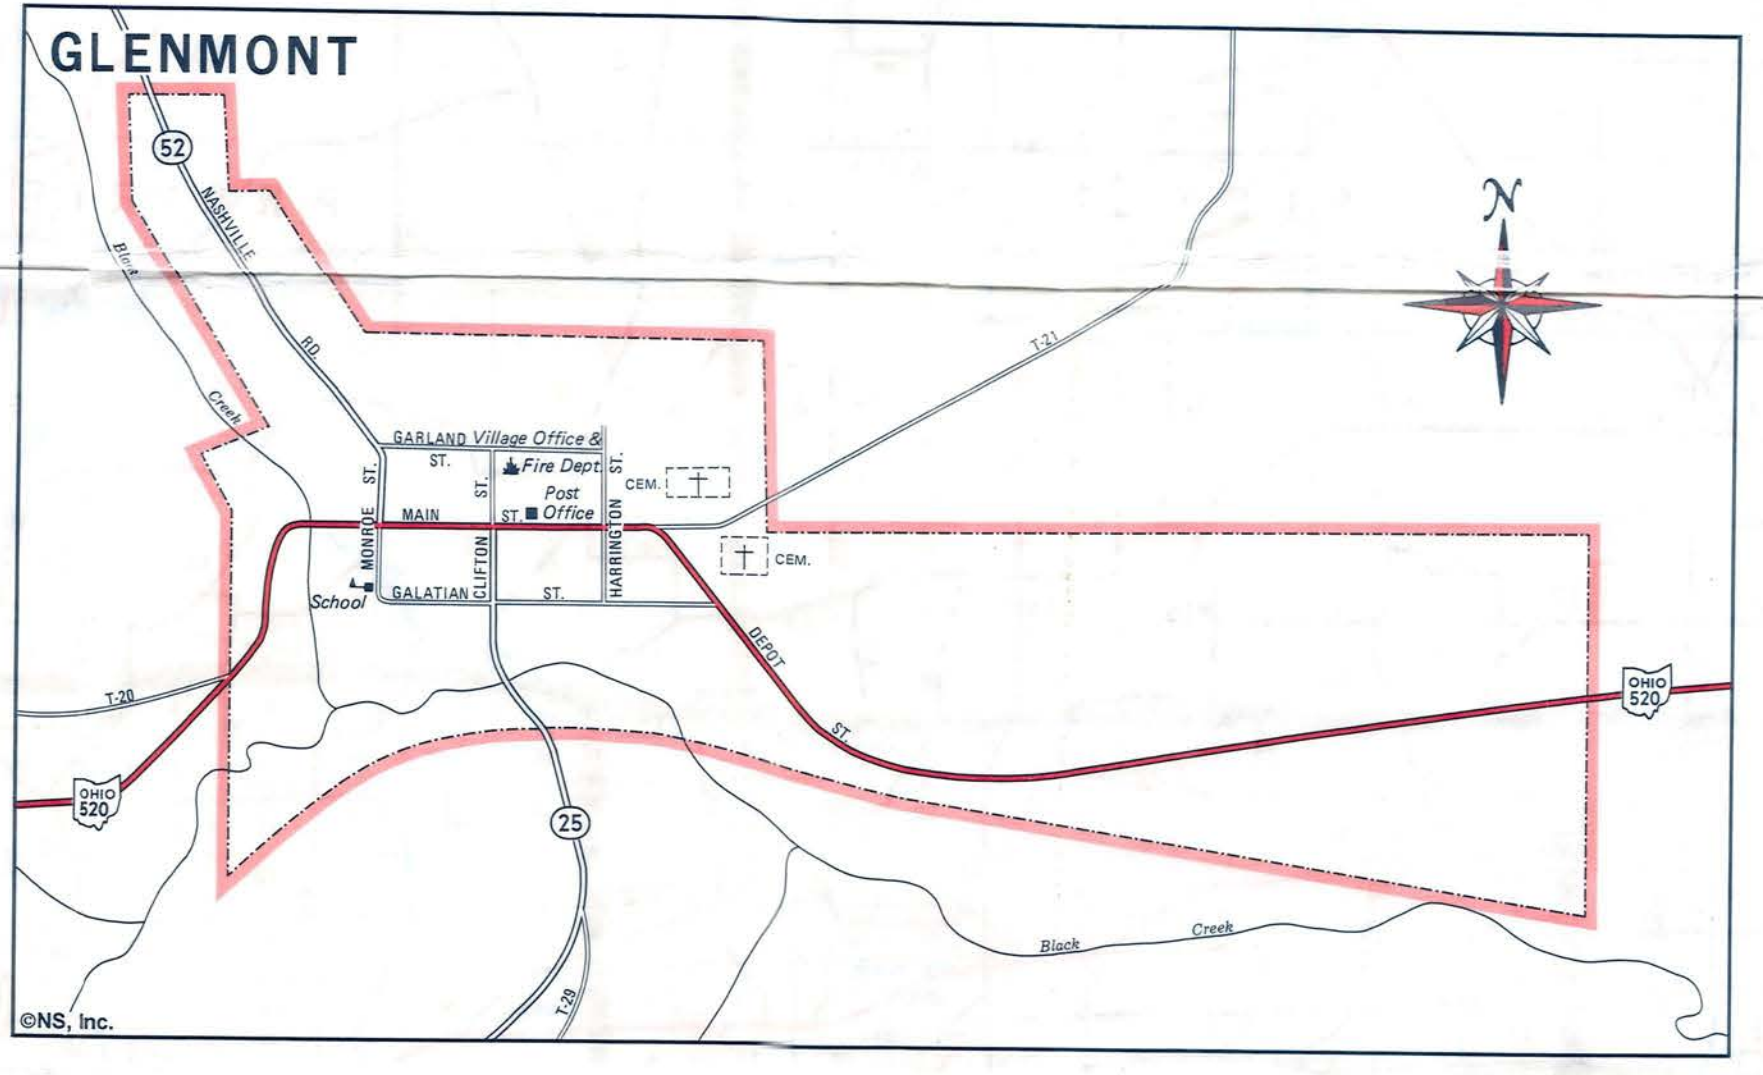 GLENMONT
52
NASHVILLE
RD.
N
Black
Creek
T-21
GARLAND
ST.
Village Office &
Fire Dept.
Post
Office
CEM.
MONROE
ST.
MAIN
ST.
CLIFTON
ST.
HARRINGTON
ST.
CEM.
School
GALATIAN
ST.
DEPOT
ST.
T-20
OHIO
520
OHIO
520
25
Black
Creek
T-29
©NS, Inc.